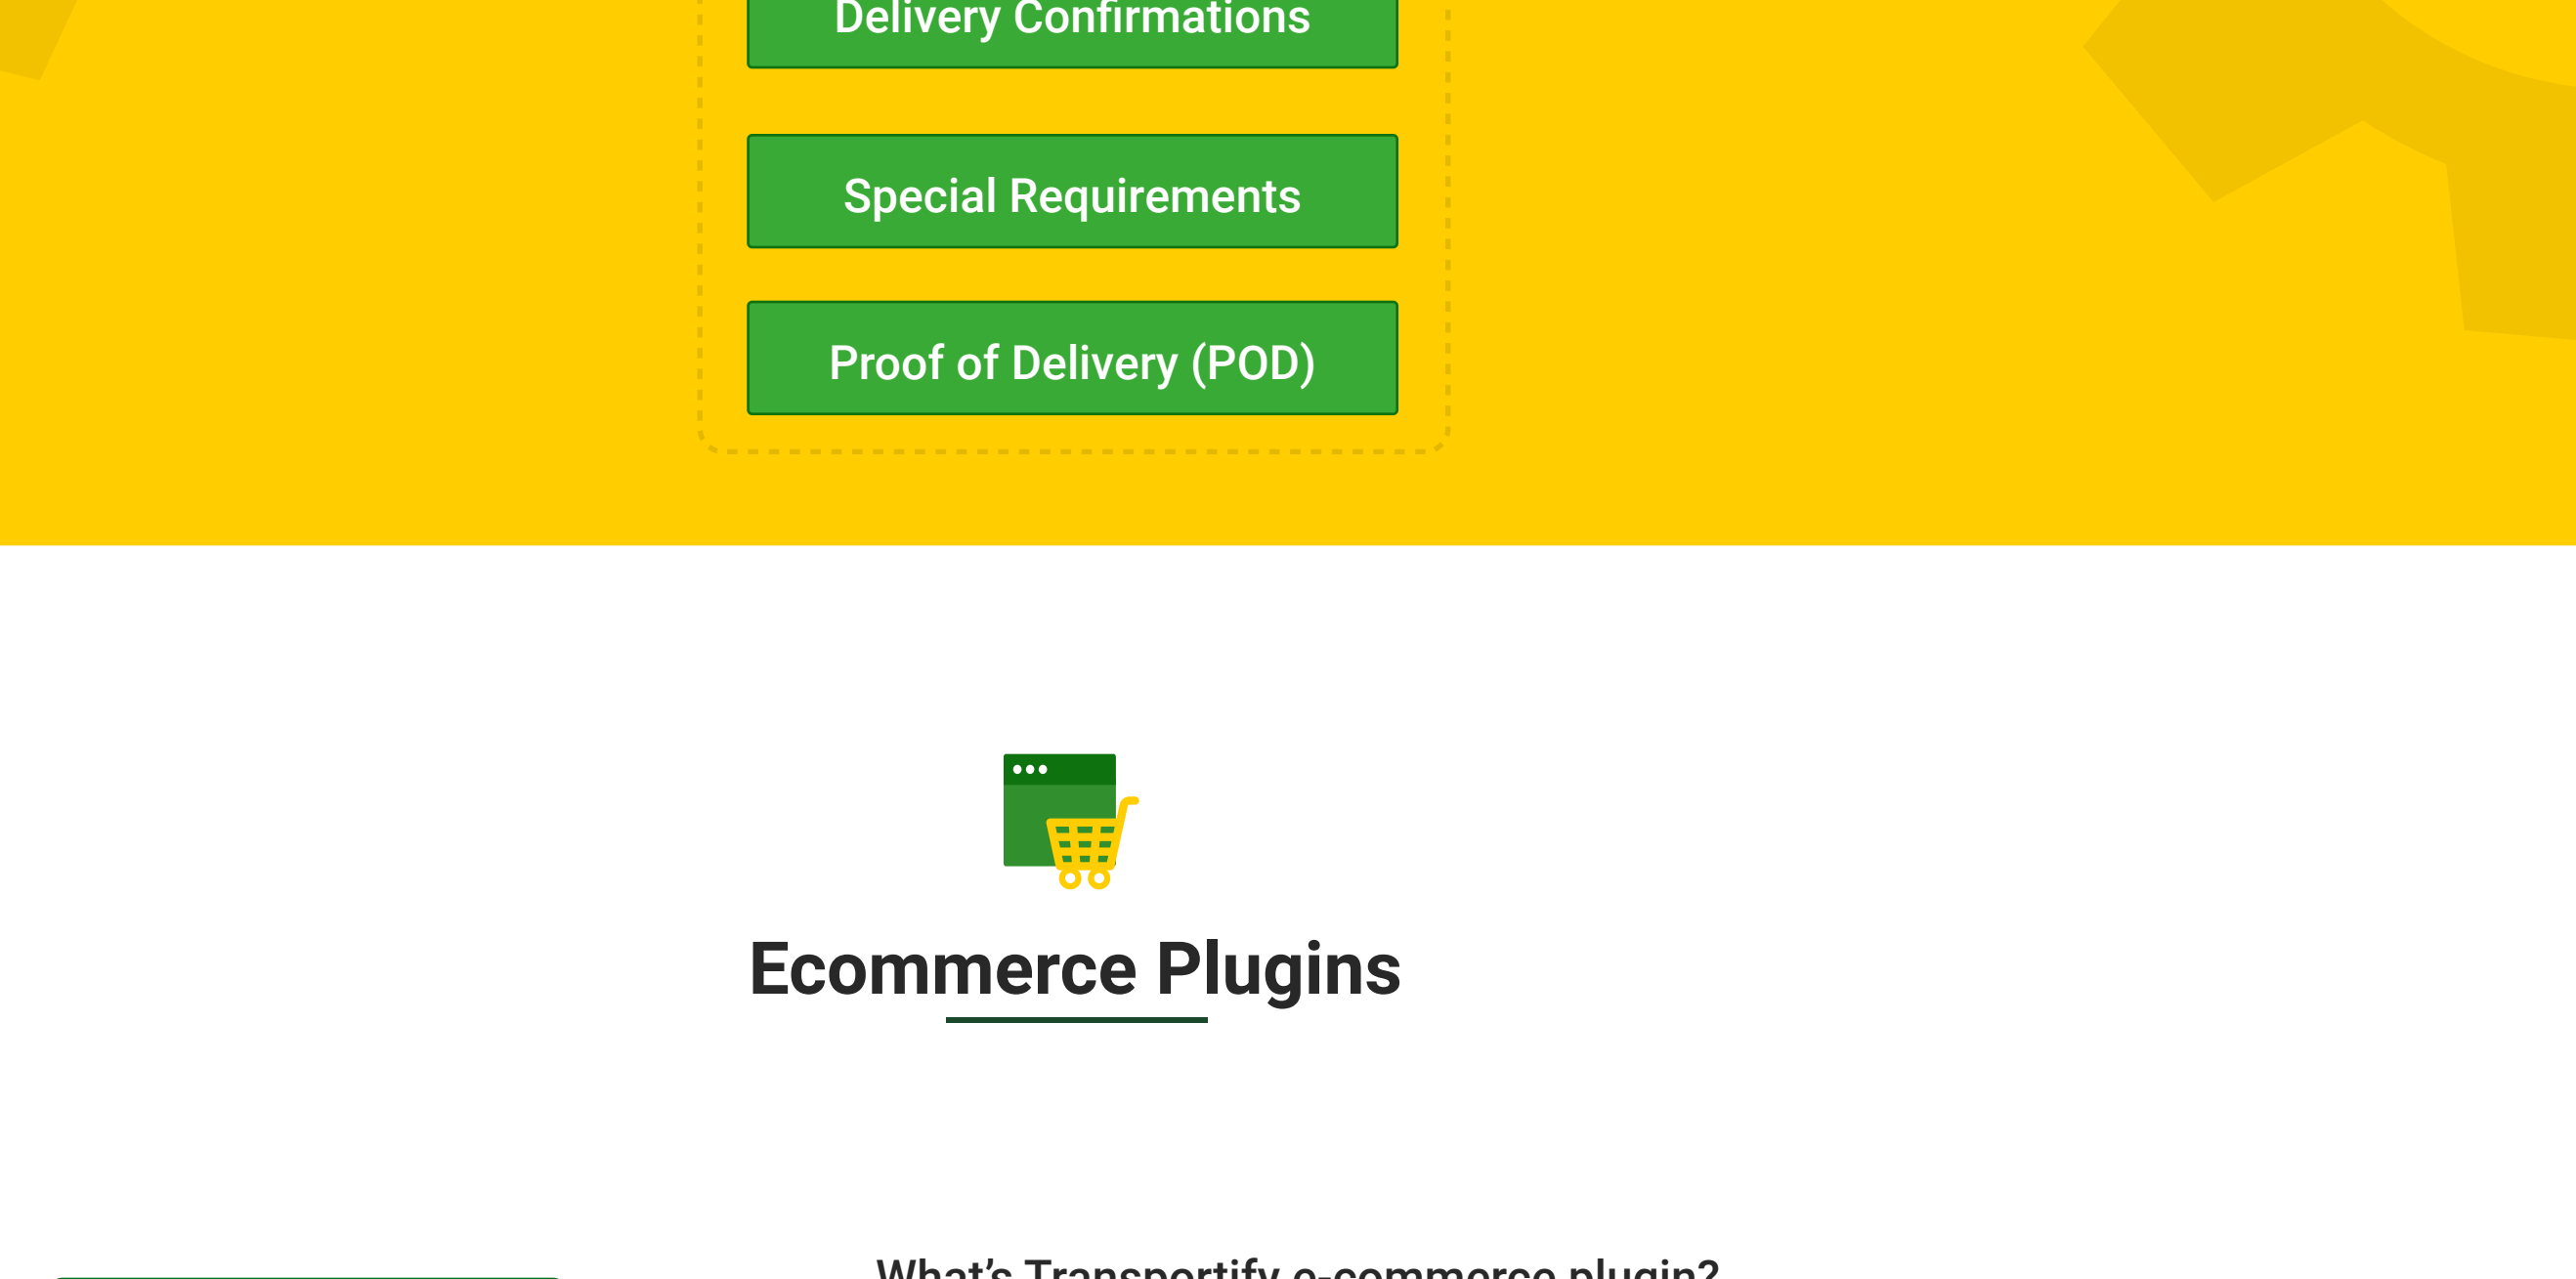 Delivery Confirmations
Special Requirements
Proof of Delivery (POD)
Ecommerce Plugins
What’s Transportify e-commerce plugin?